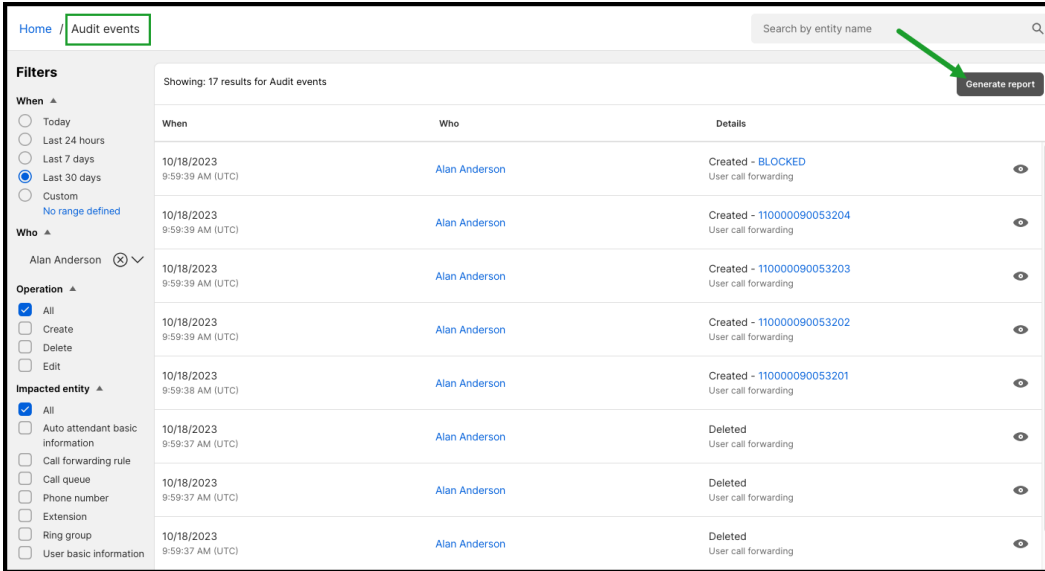 Home / Audit events
Search by entity name
Filters
When
Today
Last 24 hours
Last 7 days
Last 30 days
Custom
No range defined
Who
Alan Anderson
Operation
All
Create
Delete
Edit
Impacted entity
All
Auto attendant basic
information
Call forwarding rule
Call queue
Phone number
Extension
Ring group
User basic information
Showing: 17 results for Audit events
Generate report
When Who Details
10/18/2023 Alan Anderson Created - BLOCKED
9:59:39 AM (UTC) User call forwarding
10/18/2023 Alan Anderson Created - 110000090053204
9:59:39 AM (UTC) User call forwarding
10/18/2023 Alan Anderson Created - 110000090053203
9:59:39 AM (UTC) User call forwarding
10/18/2023 Alan Anderson Created - 110000090053202
9:59:39 AM (UTC) User call forwarding
10/18/2023 Alan Anderson Created - 110000090053201
9:59:38 AM (UTC) User call forwarding
10/18/2023 Alan Anderson Deleted
9:59:37 AM (UTC) User call forwarding
10/18/2023 Alan Anderson Deleted
9:59:37 AM (UTC) User call forwarding
10/18/2023 Alan Anderson Deleted
9:59:37 AM (UTC) User call forwarding